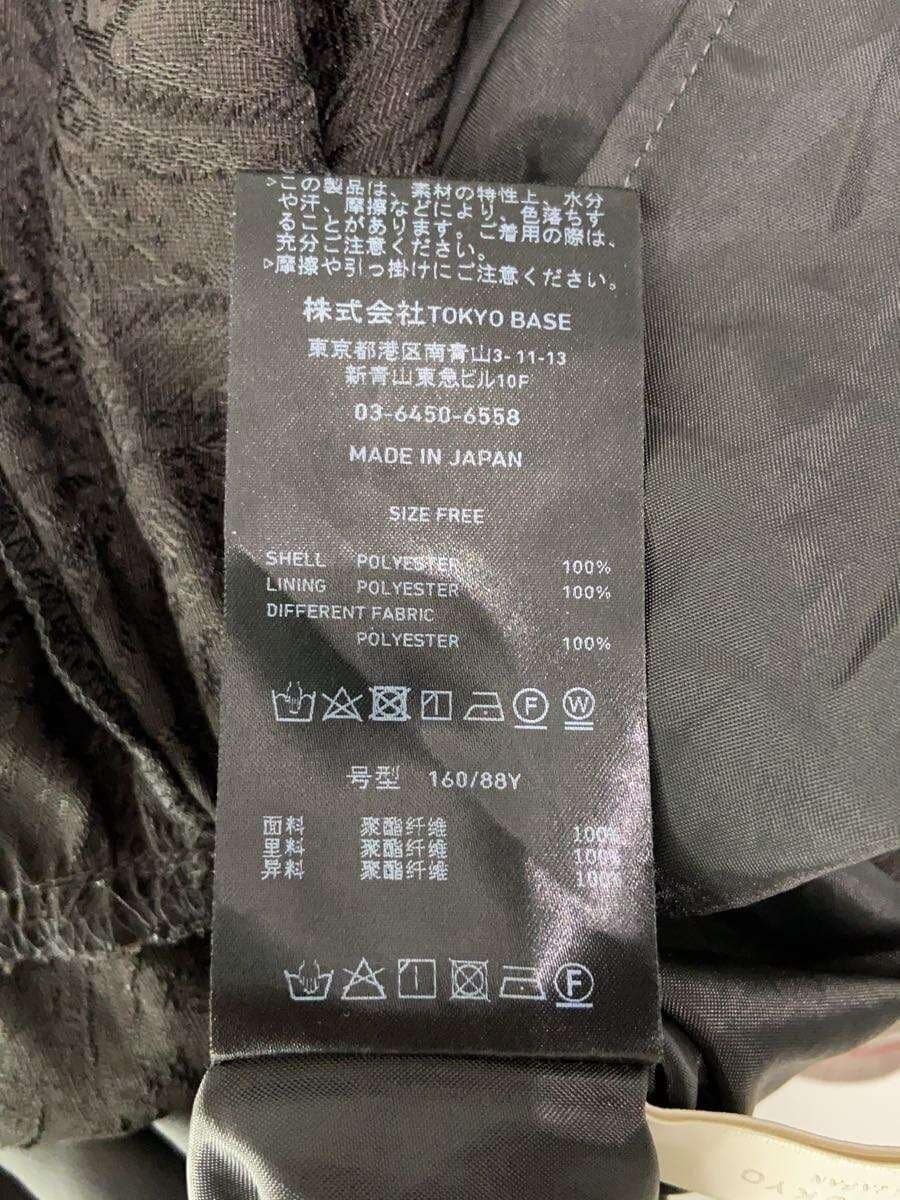 >この製品は、素材の特性上、水分
や汗、摩擦などにより、色落ちす
ることがあります。ご着用の際は、
充分ご注意ください。
>摩擦や引っ掛けにご注意ください。
株式会社TOKYO BASE
東京都港区南青山3-11-13
新青山東急ビル10F
03-6450-6558
MADE IN JAPAN
SIZE FREE
SHELL POLYESTER 100%
LINING POLYESTER 100%
DIFFERENT FABRIC
POLYESTER 100%
F W
号型 160/88Y
面料 聚酯纤维 100%
里料 聚酯纤维 100%
异料 聚酯纤维 100%
F